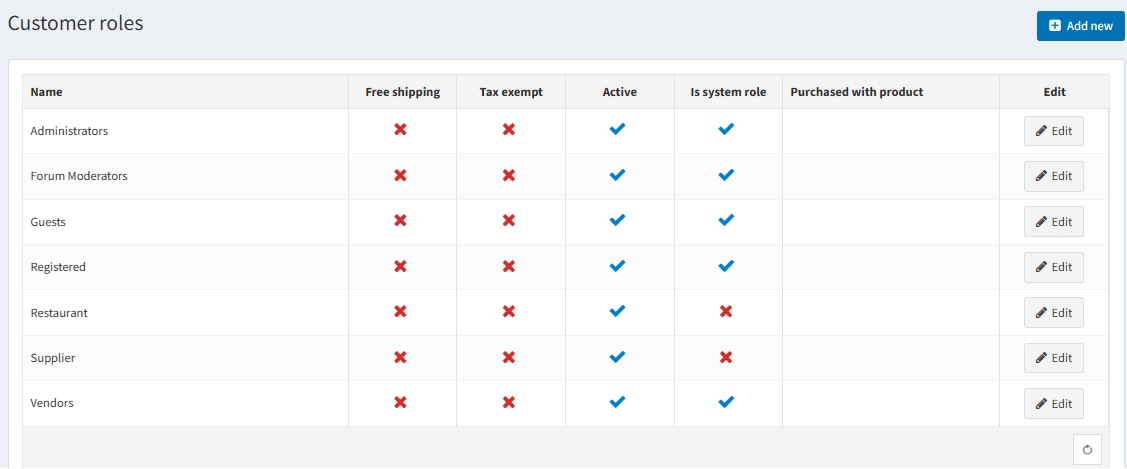 Customer roles
Add new
Name Free shipping Tax exempt Active Is system role Purchased with product Edit
Administrators Edit
Forum Moderators Edit
Guests Edit
Registered Edit
Restaurant Edit
Supplier Edit
Vendors Edit